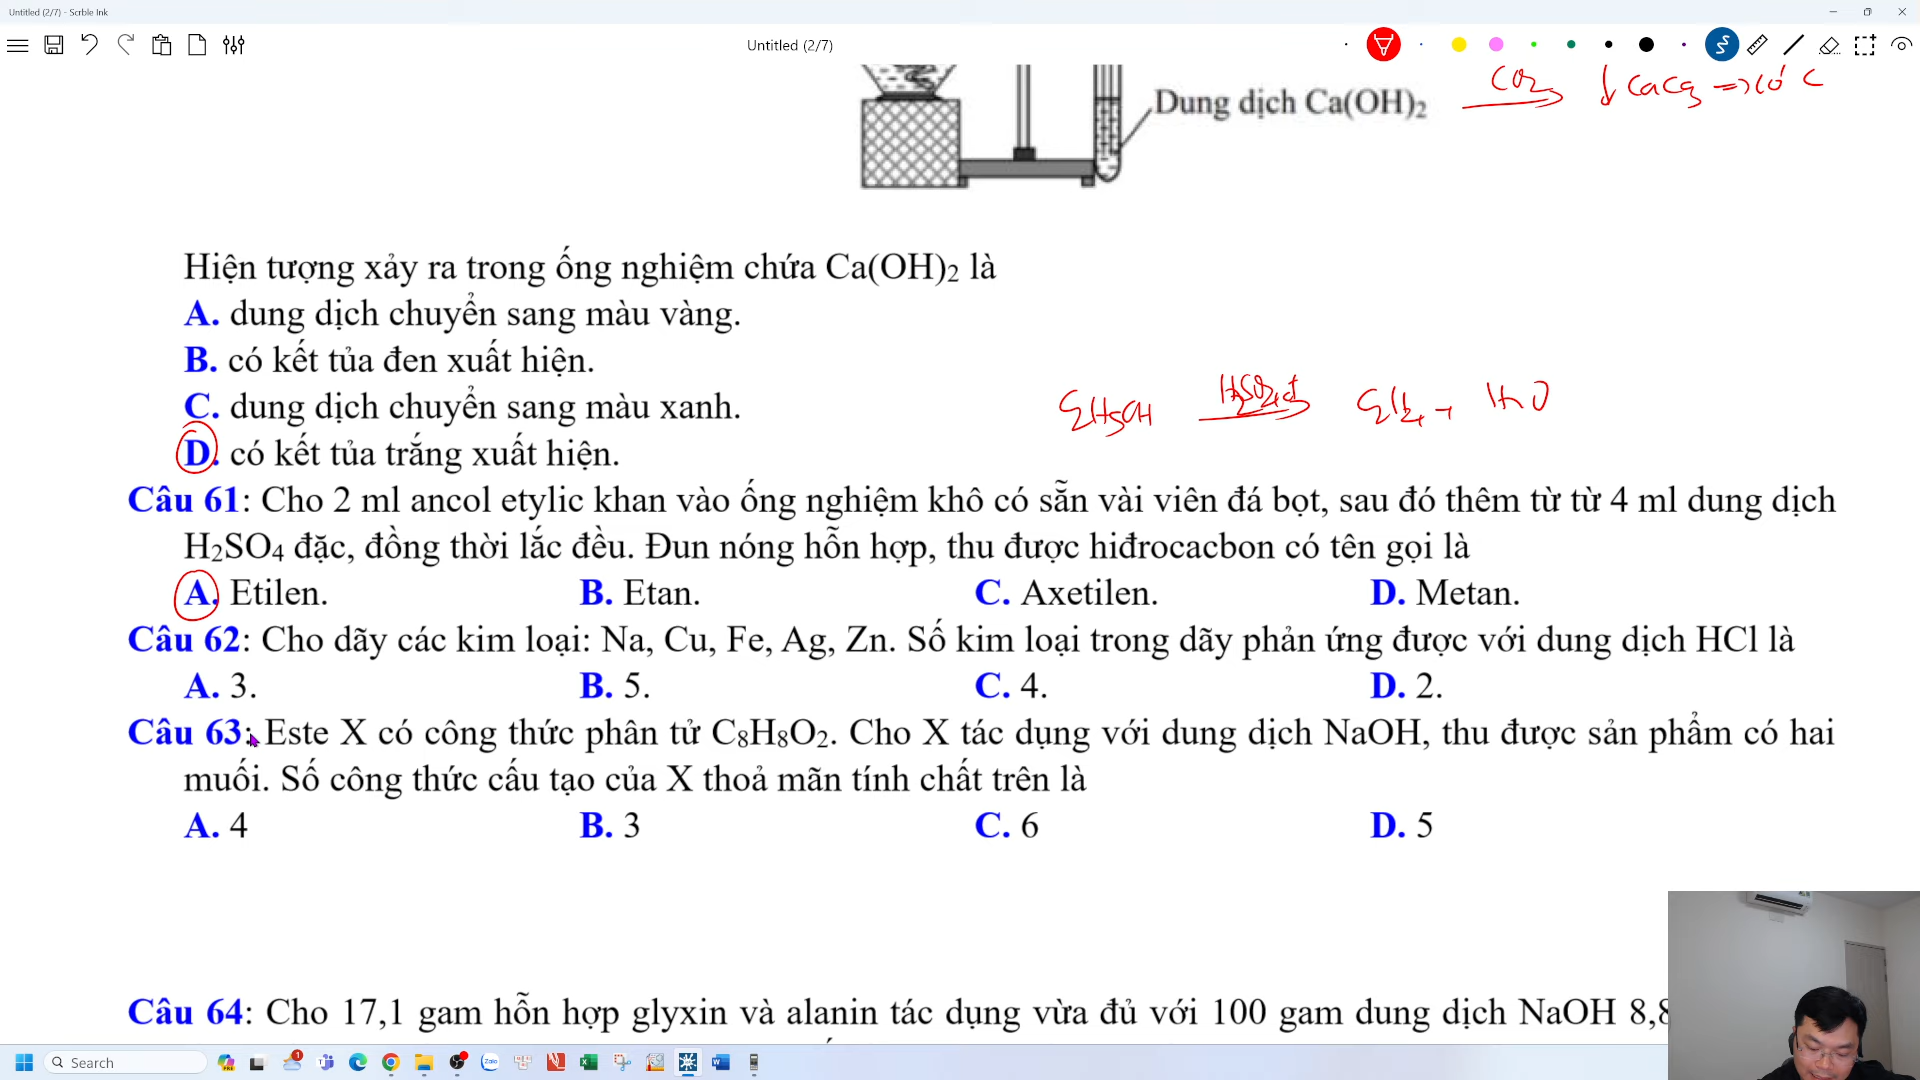 Untitled (2/7) - Scrble Ink
Untitled (2/7)
Dung dịch Ca(OH)₂
CO₂
↓ CaCO₃ => có C
Hiện tượng xảy ra trong ống nghiệm chứa Ca(OH)₂ là
A. dung dịch chuyển sang màu vàng.
B. có kết tủa đen xuất hiện.
C. dung dịch chuyển sang màu xanh.
D. có kết tủa trắng xuất hiện.
C₂H₅OH H₂SO₄đ C₂H₄ + H₂O
Câu 61: Cho 2 ml ancol etylic khan vào ống nghiệm khô có sẵn vài viên đá bọt, sau đó thêm từ từ 4 ml dung dịch
H₂SO₄ đặc, đồng thời lắc đều. Đun nóng hỗn hợp, thu được hiđrocacbon có tên gọi là
A. Etilen. B. Etan. C. Axetilen. D. Metan.
Câu 62: Cho dãy các kim loại: Na, Cu, Fe, Ag, Zn. Số kim loại trong dãy phản ứng được với dung dịch HCl là
A. 3. B. 5. C. 4. D. 2.
Câu 63: Este X có công thức phân tử C₈H₈O₂. Cho X tác dụng với dung dịch NaOH, thu được sản phẩm có hai
muối. Số công thức cấu tạo của X thoả mãn tính chất trên là
A. 4 B. 3 C. 6 D. 5
Câu 64: Cho 17,1 gam hỗn hợp glyxin và alanin tác dụng vừa đủ với 100 gam dung dịch NaOH 8,8
Search